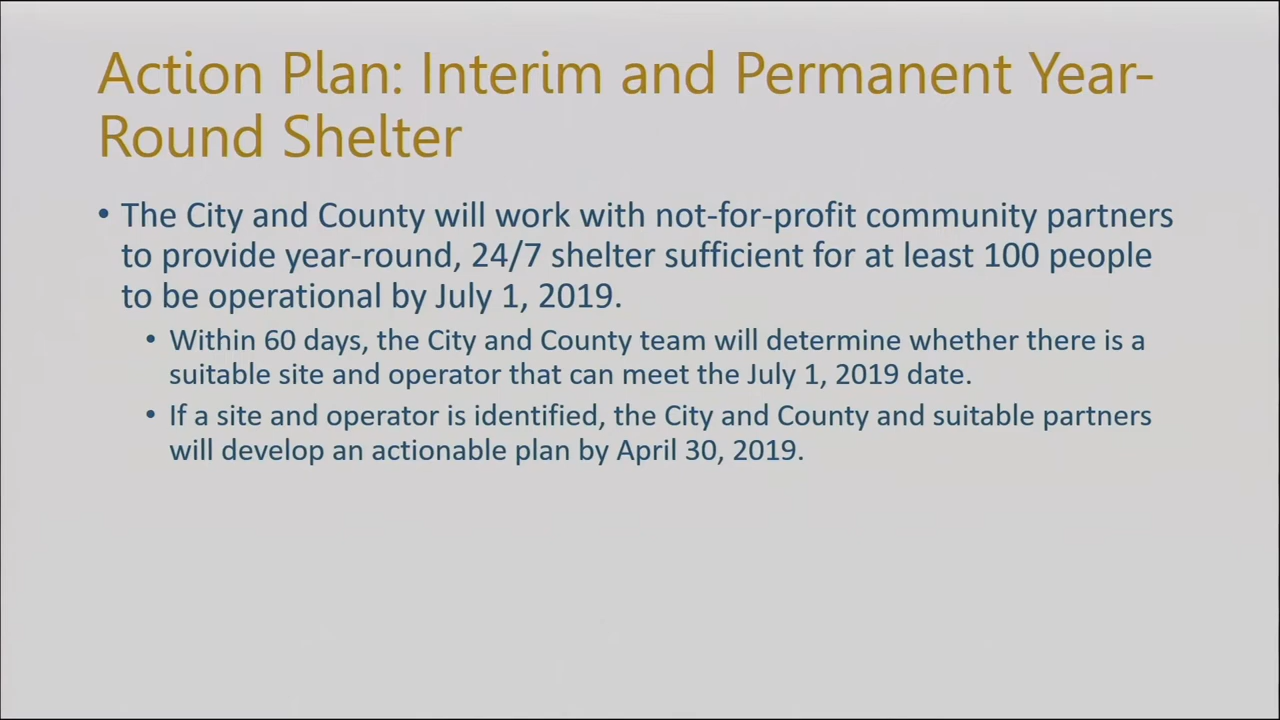 Action Plan: Interim and Permanent Year-
Round Shelter
• The City and County will work with not-for-profit community partners
to provide year-round, 24/7 shelter sufficient for at least 100 people
to be operational by July 1, 2019.
• Within 60 days, the City and County team will determine whether there is a
suitable site and operator that can meet the July 1, 2019 date.
• If a site and operator is identified, the City and County and suitable partners
will develop an actionable plan by April 30, 2019.